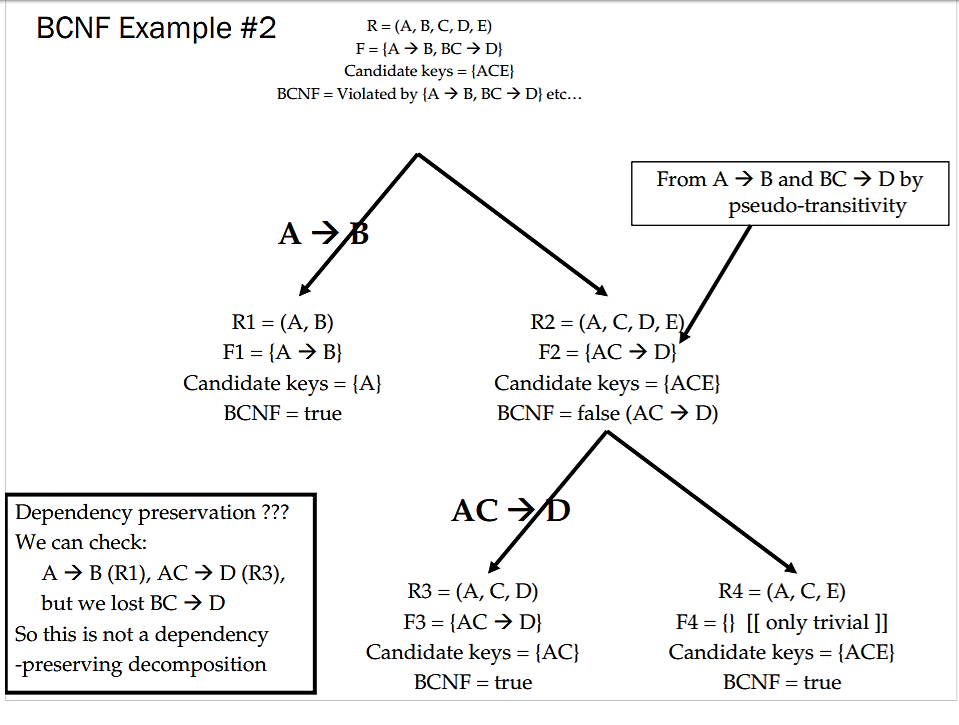 BCNF Example #2
R = (A, B, C, D, E)
F = {A → B, BC → D}
Candidate keys = {ACE}
BCNF = Violated by {A → B, BC → D} etc…
From A → B and BC → D by
pseudo-transitivity
A → B
R1 = (A, B)
F1 = {A → B}
Candidate keys = {A}
BCNF = true
R2 = (A, C, D, E)
F2 = {AC → D}
Candidate keys = {ACE}
BCNF = false (AC → D)
Dependency preservation ???
We can check:
A → B (R1), AC → D (R3),
but we lost BC → D
So this is not a dependency
-preserving decomposition
AC → D
R3 = (A, C, D)
F3 = {AC → D}
Candidate keys = {AC}
BCNF = true
R4 = (A, C, E)
F4 = {} [[ only trivial ]]
Candidate keys = {ACE}
BCNF = true